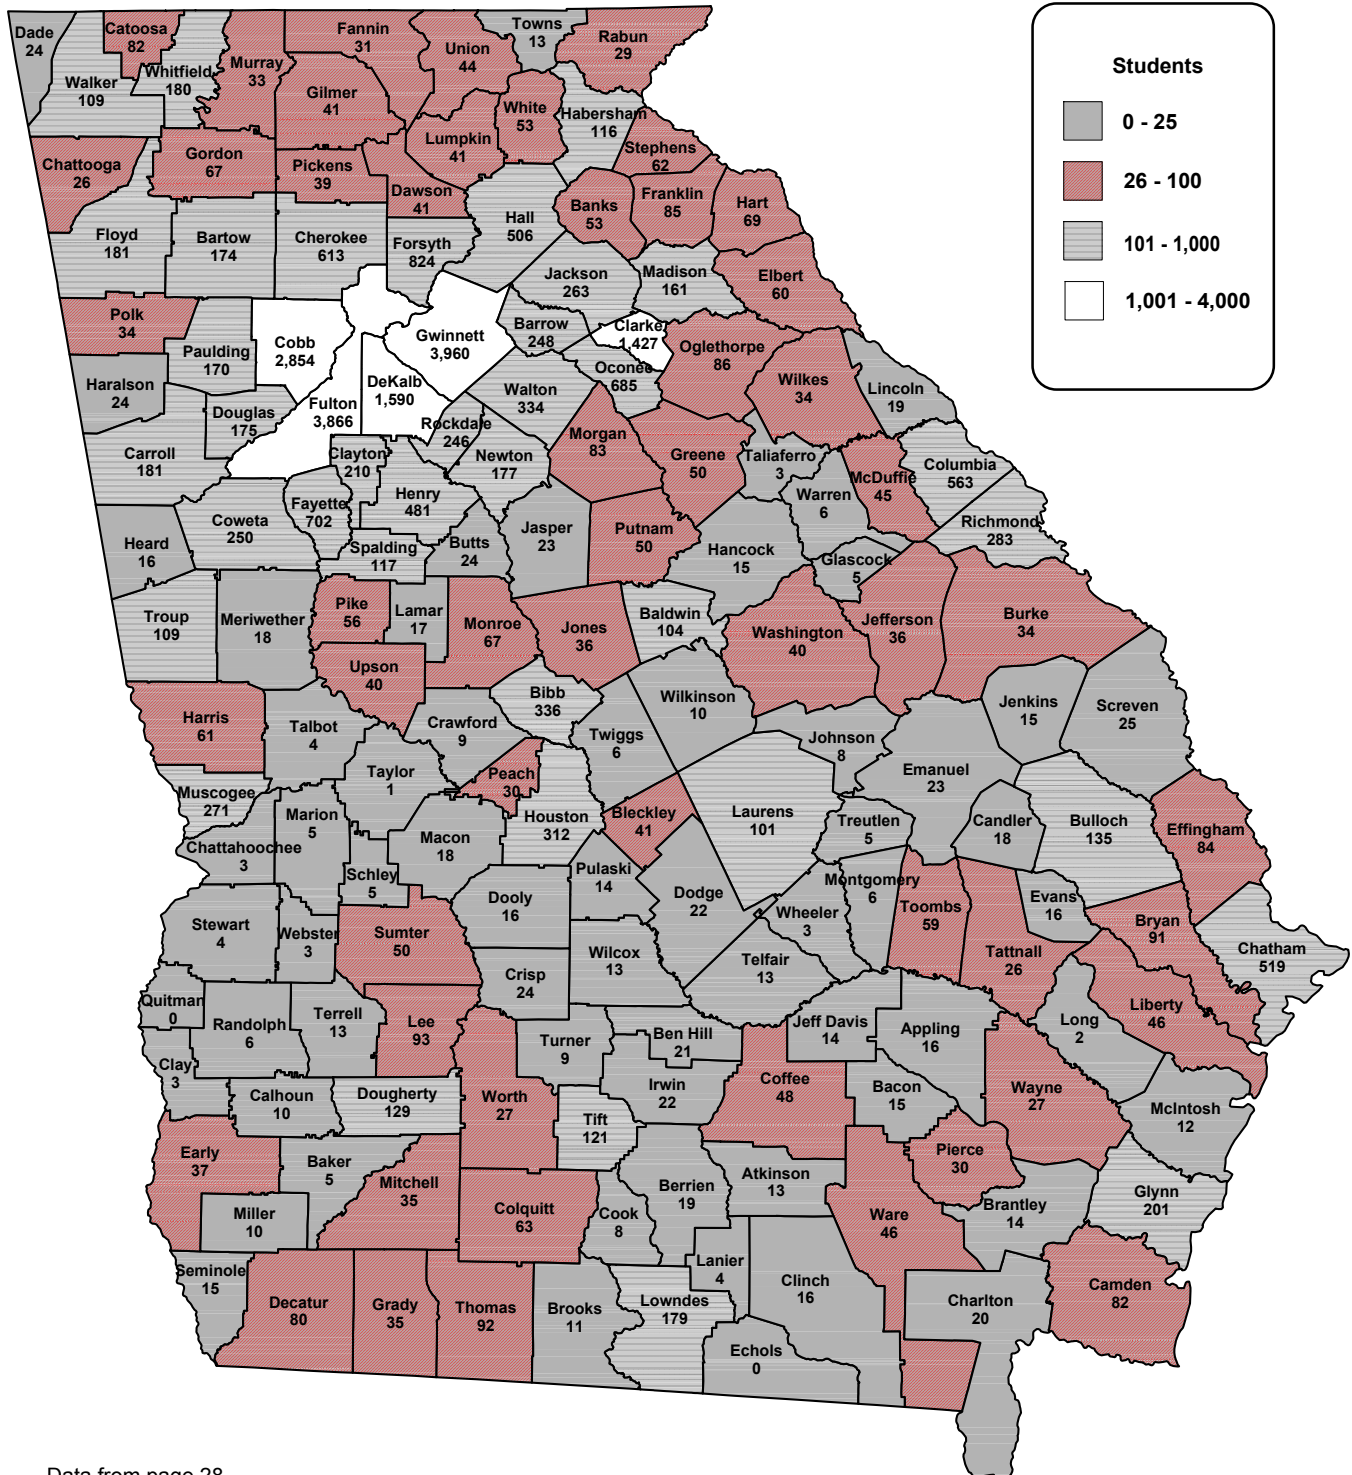 Dade
24
Catoosa
82
Walker
109
Whitfield
180
Murray
33
Fannin
31
Gilmer
41
Union
44
Towns
13
Rabun
29
White
53
Habersham
116
Lumpkin
41
Stephens
62
Chattooga
26
Gordon
67
Pickens
39
Dawson
41
Hall
506
Banks
53
Franklin
85
Hart
69
Floyd
181
Bartow
174
Cherokee
613
Forsyth
824
Jackson
263
Madison
161
Elbert
60
Polk
34
Paulding
170
Cobb
2,854
Gwinnett
3,960
Barrow
248
Clarke
1,427
Oglethorpe
86
Wilkes
34
Lincoln
19
Haralson
24
Douglas
175
Fulton
3,866
DeKalb
1,590
Rockdale
246
Walton
334
Oconee
685
Morgan
83
Greene
50
Taliaferro
3
McDuffie
45
Columbia
563
Carroll
181
Clayton
210
Newton
177
Henry
481
Fayette
702
Coweta
250
Spalding
117
Butts
24
Jasper
23
Putnam
50
Hancock
15
Warren
6
Glascock
5
Richmond
283
Heard
16
Troup
109
Meriwether
18
Pike
56
Lamar
17
Monroe
67
Jones
36
Baldwin
104
Washington
40
Jefferson
36
Burke
34
Upson
40
Harris
61
Talbot
4
Crawford
9
Bibb
336
Twiggs
6
Wilkinson
10
Johnson
8
Jenkins
15
Screven
25
Emanuel
23
Taylor
1
Peach
30
Muscogee
271
Marion
5
Macon
18
Houston
312
Bleckley
41
Laurens
101
Treutlen
5
Candler
18
Bulloch
135
Effingham
84
Chattahoochee
3
Schley
5
Pulaski
14
Dooly
16
Dodge
22
Montgomery
6
Wheeler
3
Toombs
59
Tattnall
26
Evans
16
Bryan
91
Chatham
519
Stewart
4
Webster
3
Sumter
50
Crisp
24
Wilcox
13
Telfair
13
Liberty
46
Long
2
Quitman
0
Randolph
6
Terrell
13
Lee
93
Turner
9
Ben Hill
21
Jeff Davis
14
Appling
16
Clay
3
Calhoun
10
Dougherty
129
Worth
27
Tift
121
Irwin
22
Coffee
48
Bacon
15
Wayne
27
McIntosh
12
Early
37
Baker
5
Mitchell
35
Miller
10
Colquitt
63
Cook
8
Berrien
19
Atkinson
13
Pierce
30
Ware
46
Brantley
14
Glynn
201
Seminole
15
Decatur
80
Grady
35
Thomas
92
Brooks
11
Lowndes
179
Lanier
4
Clinch
16
Echols
0
Charlton
20
Camden
82
Students
0 - 25
26 - 100
101 - 1,000
1,001 - 4,000
Data from page 28